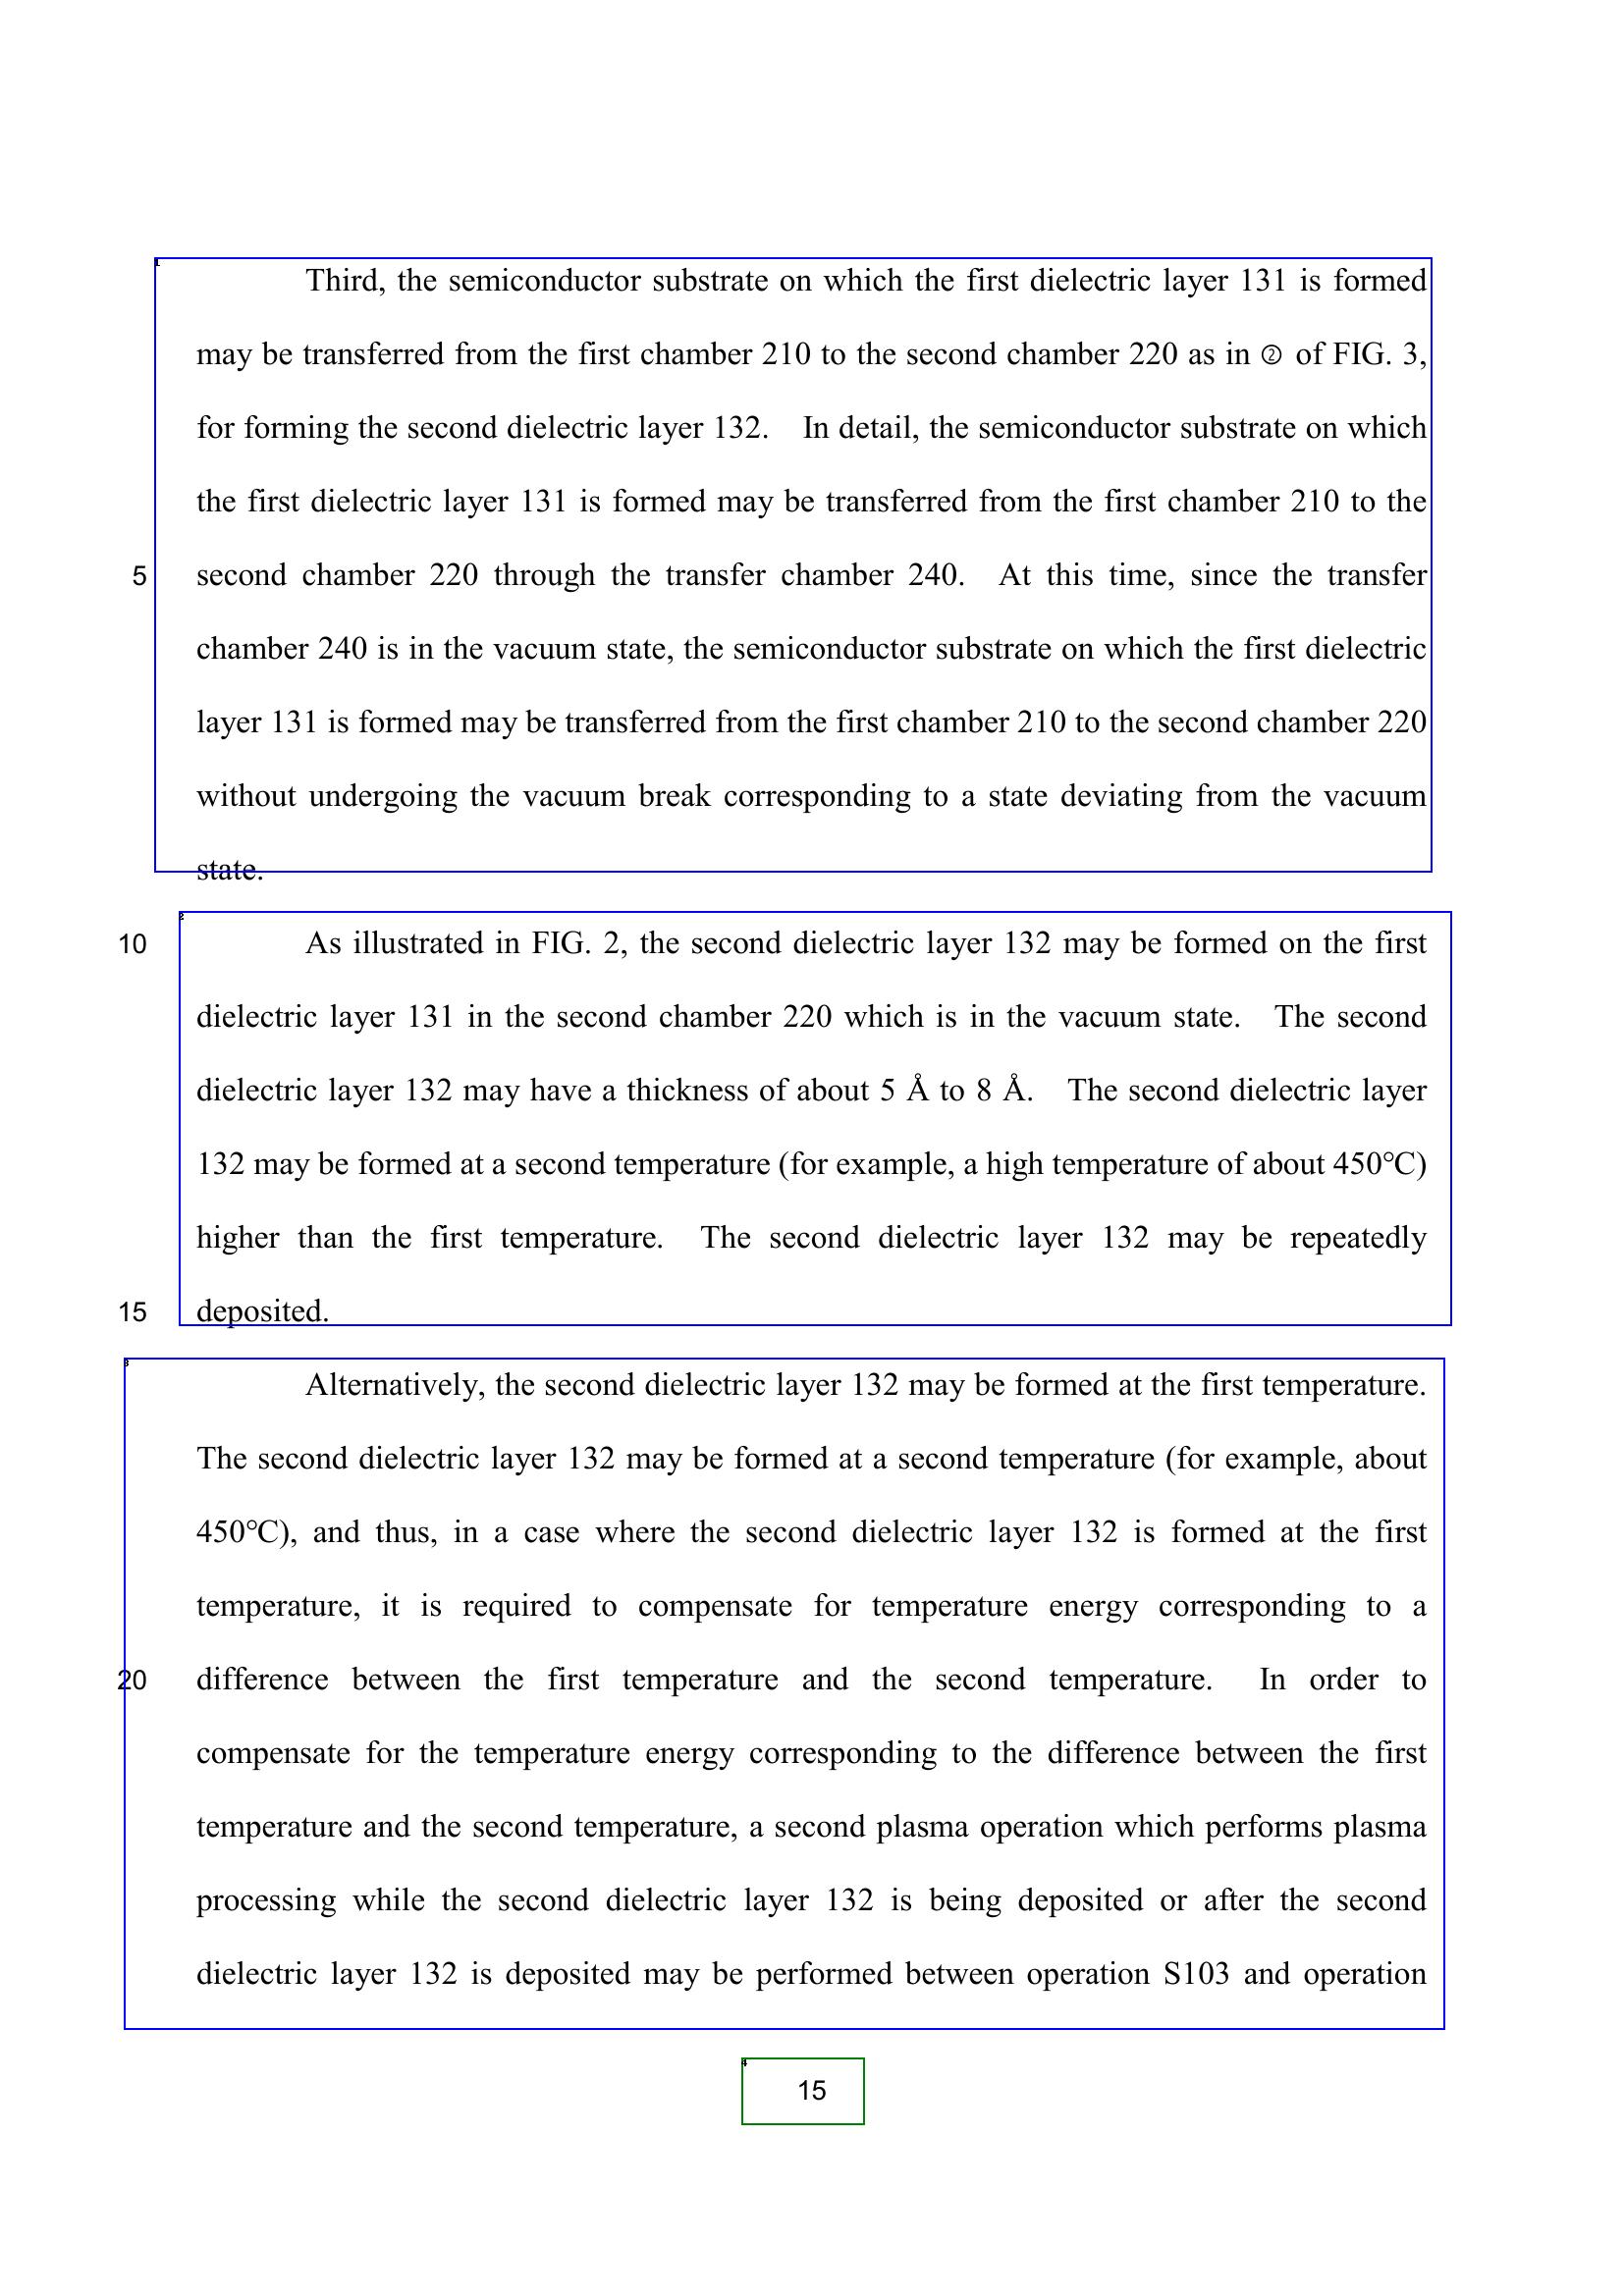 Third, the semiconductor substrate on which the first dielectric layer 131 is formed
may be transferred from the first chamber 210 to the second chamber 220 as in ② of FIG. 3,
for forming the second dielectric layer 132. In detail, the semiconductor substrate on which
the first dielectric layer 131 is formed may be transferred from the first chamber 210 to the
5 second chamber 220 through the transfer chamber 240. At this time, since the transfer
chamber 240 is in the vacuum state, the semiconductor substrate on which the first dielectric
layer 131 is formed may be transferred from the first chamber 210 to the second chamber 220
without undergoing the vacuum break corresponding to a state deviating from the vacuum
state.
10 As illustrated in FIG. 2, the second dielectric layer 132 may be formed on the first
dielectric layer 131 in the second chamber 220 which is in the vacuum state. The second
dielectric layer 132 may have a thickness of about 5 Å to 8 Å. The second dielectric layer
132 may be formed at a second temperature (for example, a high temperature of about 450℃)
higher than the first temperature. The second dielectric layer 132 may be repeatedly
15 deposited.
Alternatively, the second dielectric layer 132 may be formed at the first temperature.
The second dielectric layer 132 may be formed at a second temperature (for example, about
450℃), and thus, in a case where the second dielectric layer 132 is formed at the first
temperature, it is required to compensate for temperature energy corresponding to a
20 difference between the first temperature and the second temperature. In order to
compensate for the temperature energy corresponding to the difference between the first
temperature and the second temperature, a second plasma operation which performs plasma
processing while the second dielectric layer 132 is being deposited or after the second
dielectric layer 132 is deposited may be performed between operation S103 and operation
15